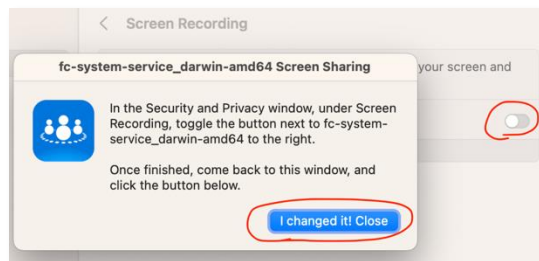 Screen Recording
fc-system-service_darwin-amd64 Screen Sharing
your screen and
In the Security and Privacy window, under Screen
Recording, toggle the button next to fc-system-
service_darwin-amd64 to the right.
Once finished, come back to this window, and
click the button below.
I changed it! Close